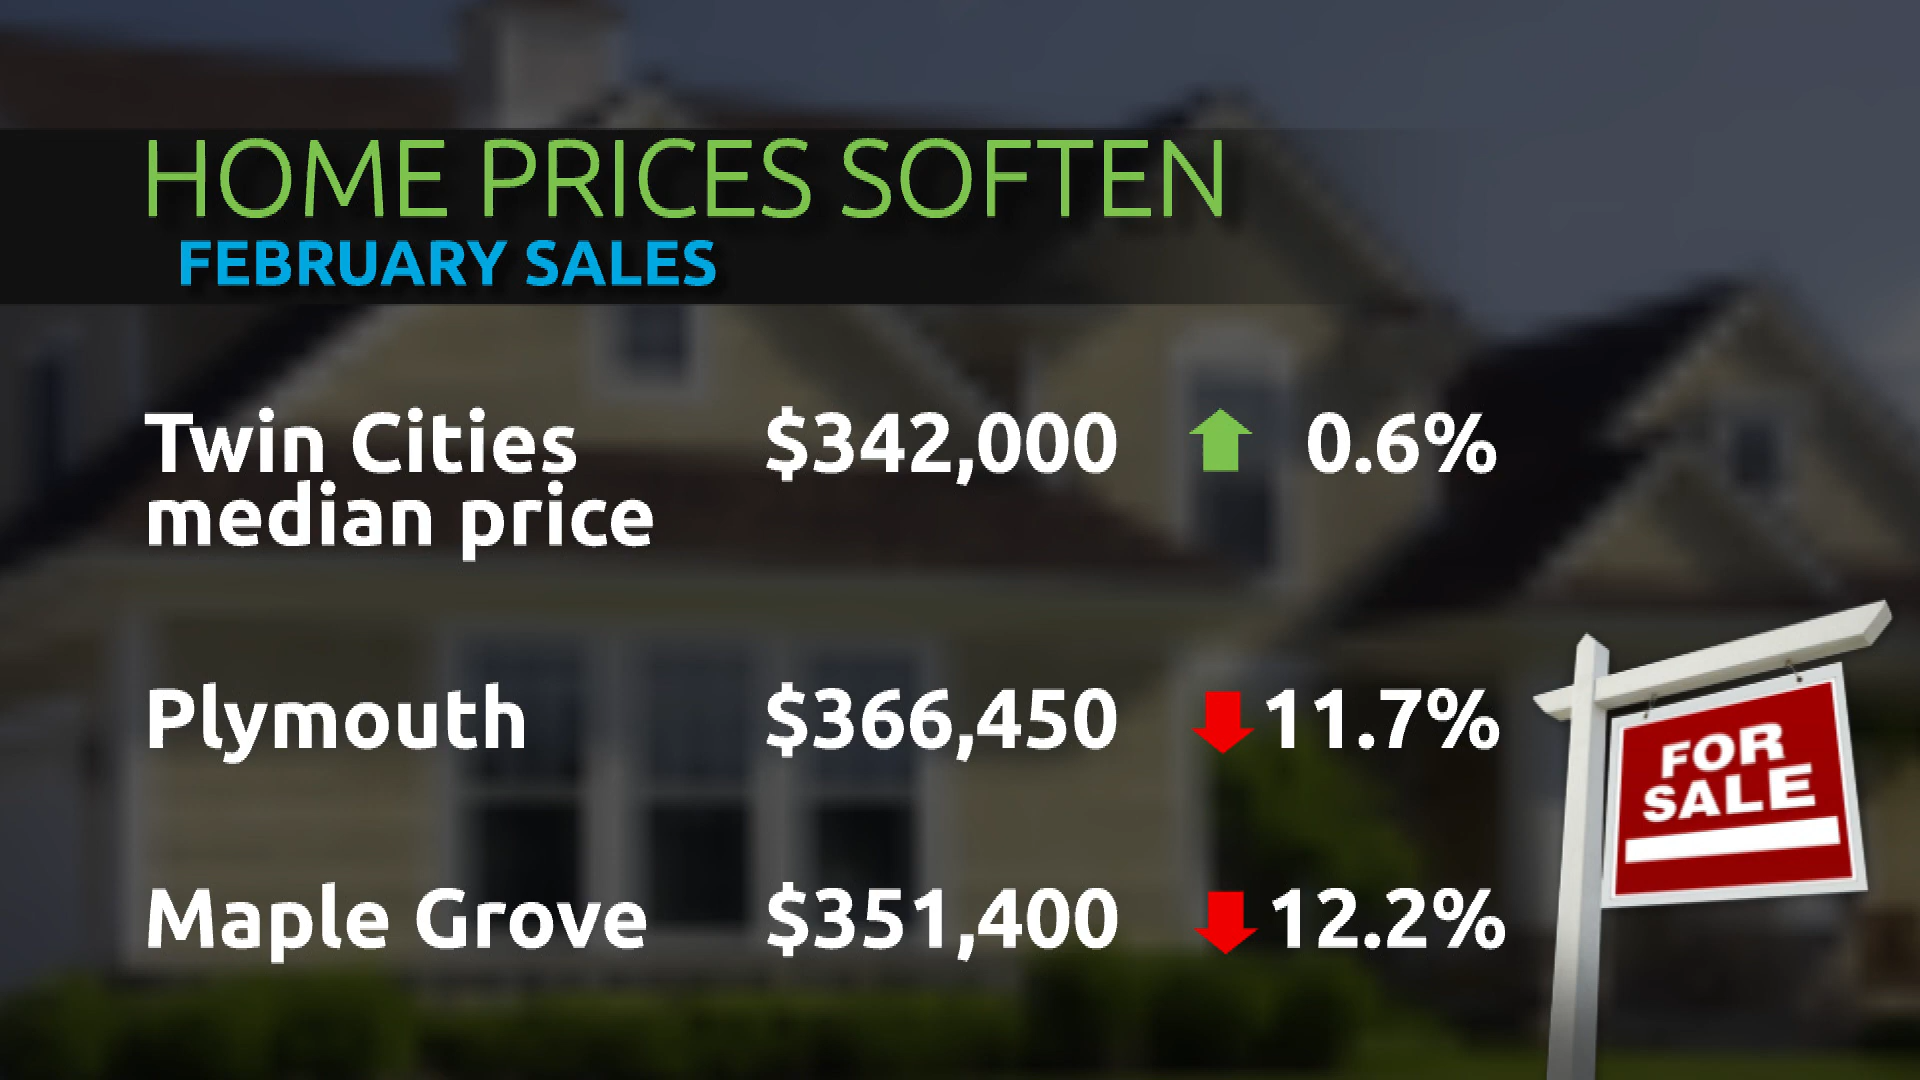 HOME PRICES SOFTEN
FEBRUARY SALES
Twin Cities $342,000 0.6%
median price
Plymouth $366,450 11.7%
Maple Grove $351,400 12.2%
FOR
SALE